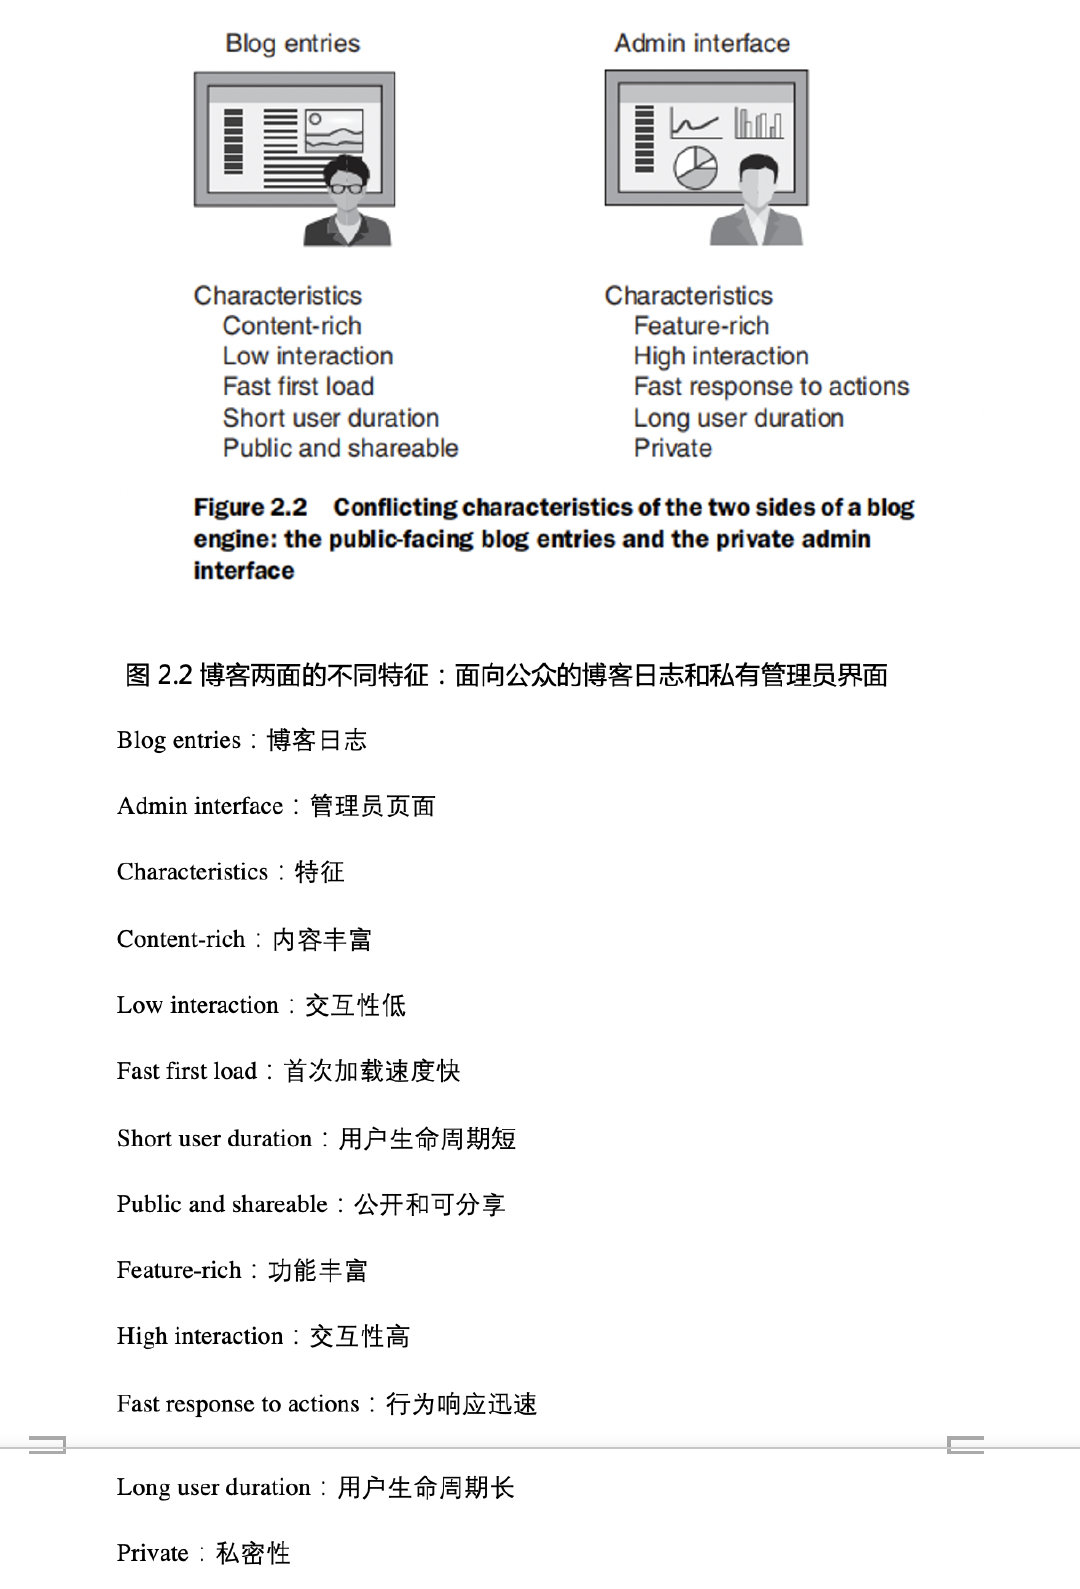 Blog entries
Admin interface
Characteristics
Content-rich
Low interaction
Fast first load
Short user duration
Public and shareable
Characteristics
Feature-rich
High interaction
Fast response to actions
Long user duration
Private
Figure 2.2 Conflicting characteristics of the two sides of a blog
engine: the public-facing blog entries and the private admin
interface
图 2.2 博客两面的不同特征：面向公众的博客日志和私有管理员界面
Blog entries：博客日志
Admin interface：管理员页面
Characteristics：特征
Content-rich：内容丰富
Low interaction：交互性低
Fast first load：首次加载速度快
Short user duration：用户生命周期短
Public and shareable：公开和可分享
Feature-rich：功能丰富
High interaction：交互性高
Fast response to actions：行为响应迅速
Long user duration：用户生命周期长
Private：私密性